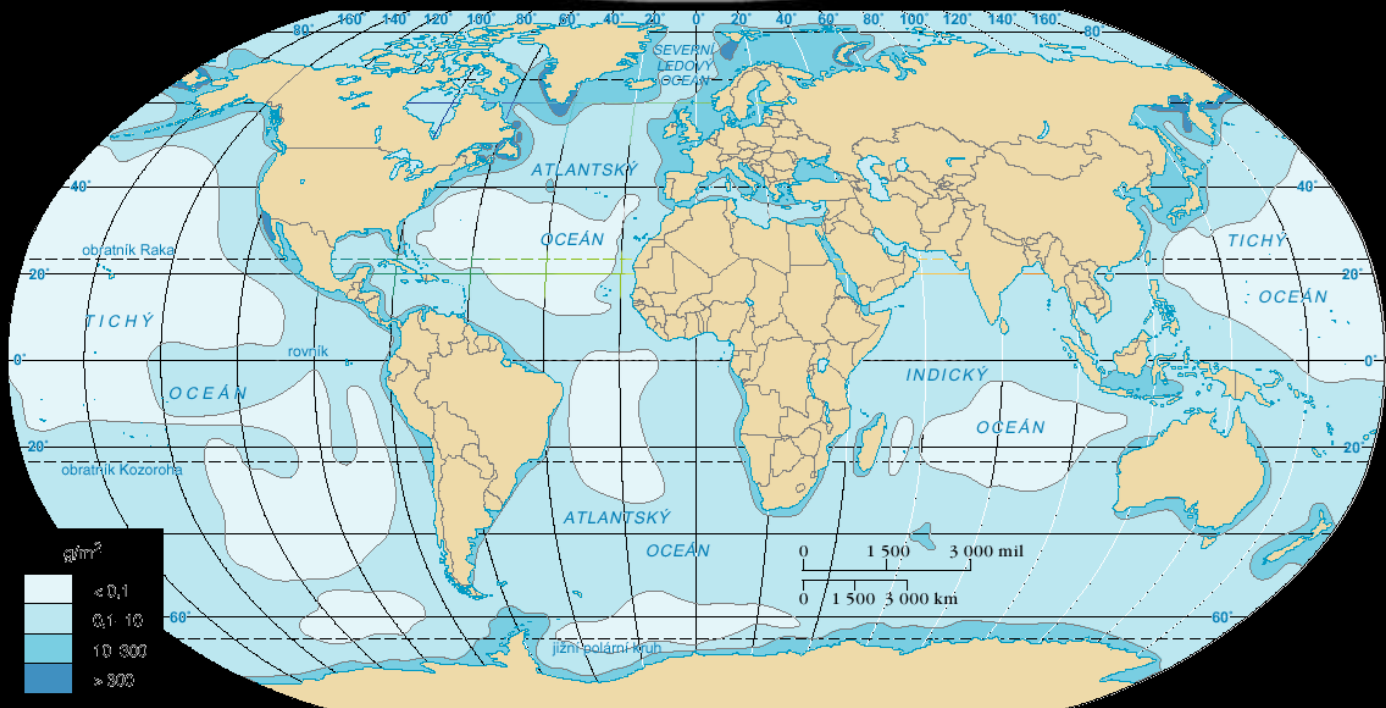 160° 140° 120° 100° 80° 60° 40° 20° 0° 20° 40° 60° 80° 100° 120° 140° 160°
80° 80°
SEVERNÍ
LEDOVÝ
OCEÁN
ATLANTSKÝ
40° 40°
OCEÁN
TICHÝ
obratník Raka
20° 20°
OCEÁN
TICHÝ
rovník
0° 0°
INDICKÝ
OCEÁN
OCEÁN
20° 20°
obratník Kozoroha
ATLANTSKÝ
OCEÁN
0 1 500 3 000 mil
0 1 500 3 000 km
60° 60°
jižní polární kruh
g/m²
< 0,1
0,1 10
10 300
> 300